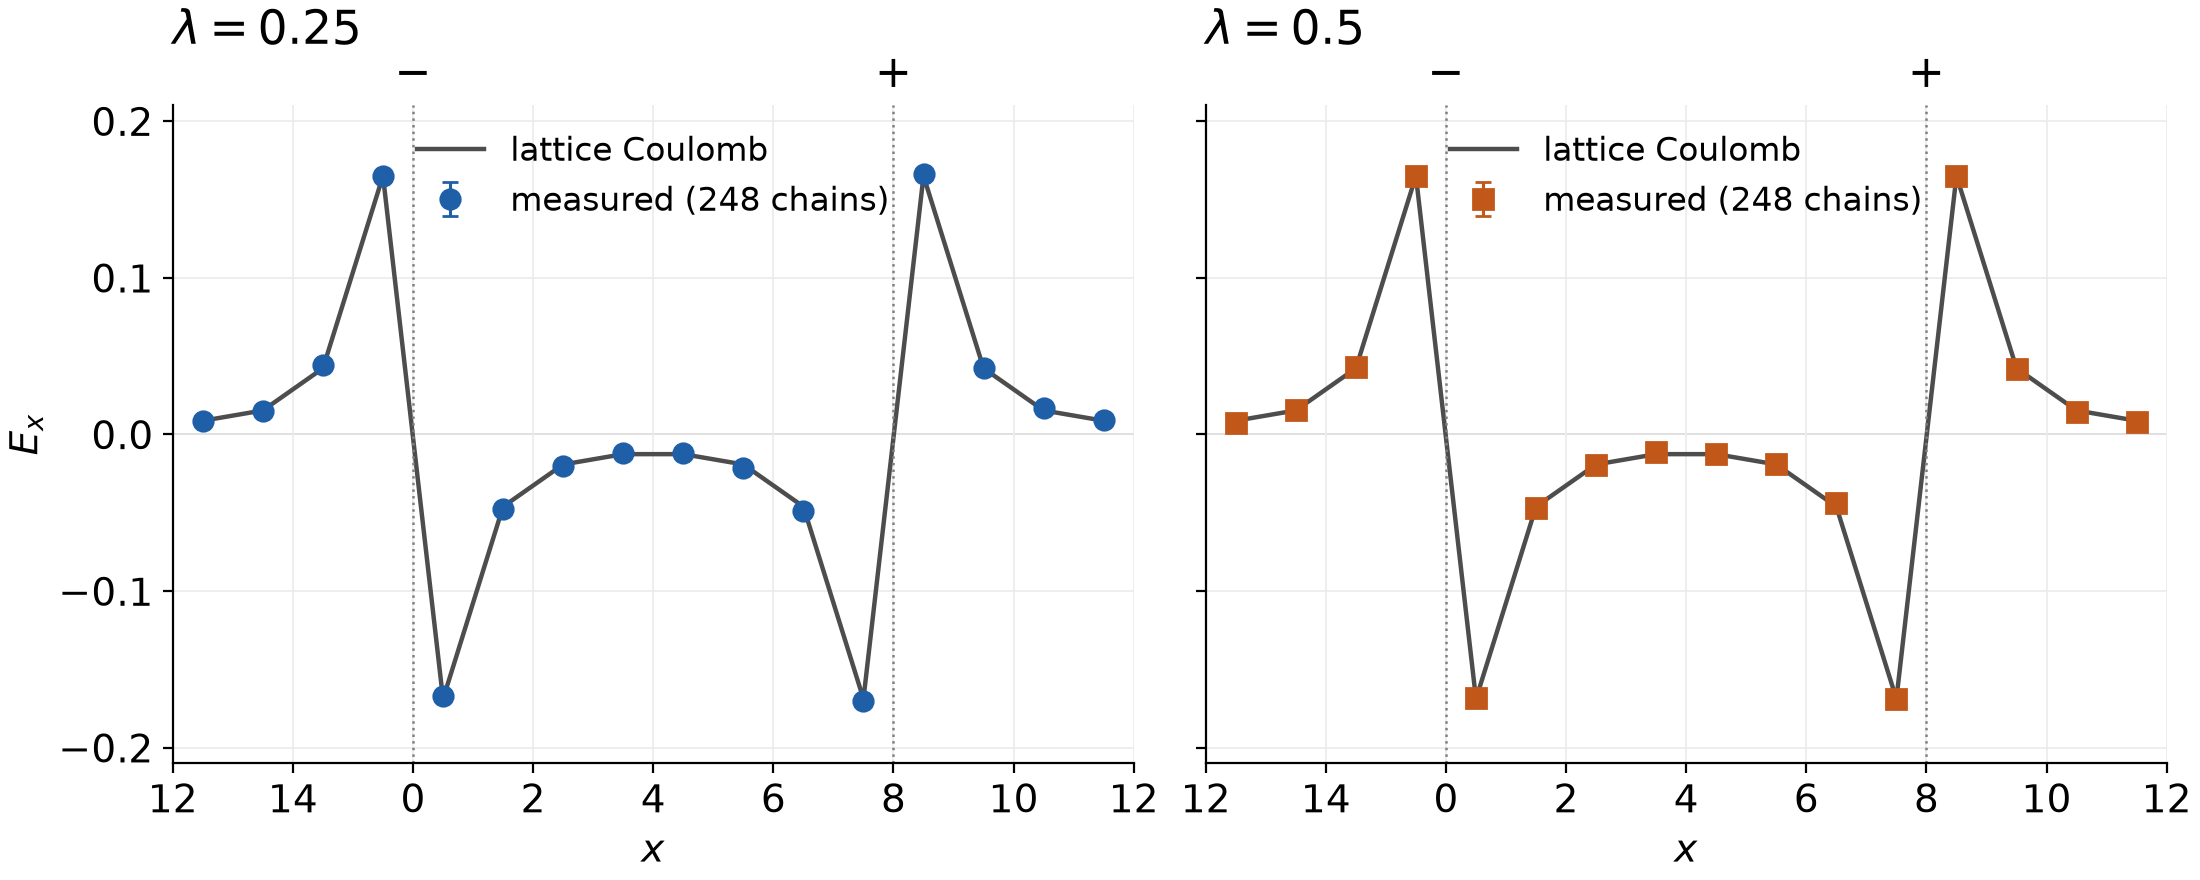 λ = 0.25
− +
lattice Coulomb
measured (248 chains)
0.2
0.1
0.0
−0.1
−0.2
E_x
12 14 0 2 4 6 8 10 12
x
λ = 0.5
− +
lattice Coulomb
measured (248 chains)
12 14 0 2 4 6 8 10 12
x